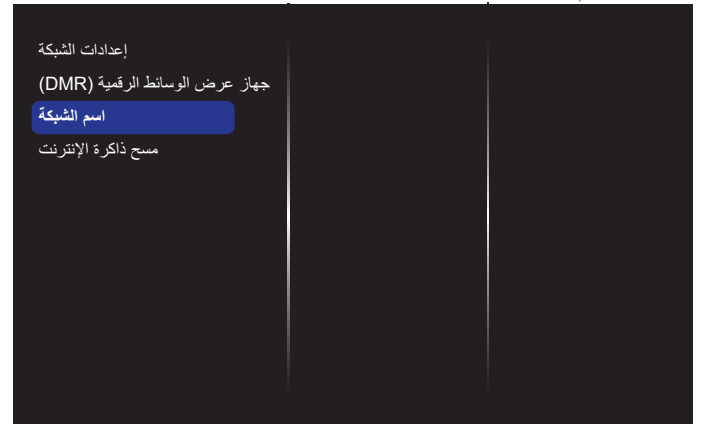 إعدادات الشبكة
جهاز عرض الوسائط الرقمية (DMR)
اسم الشبكة
مسح ذاكرة الإنترنت